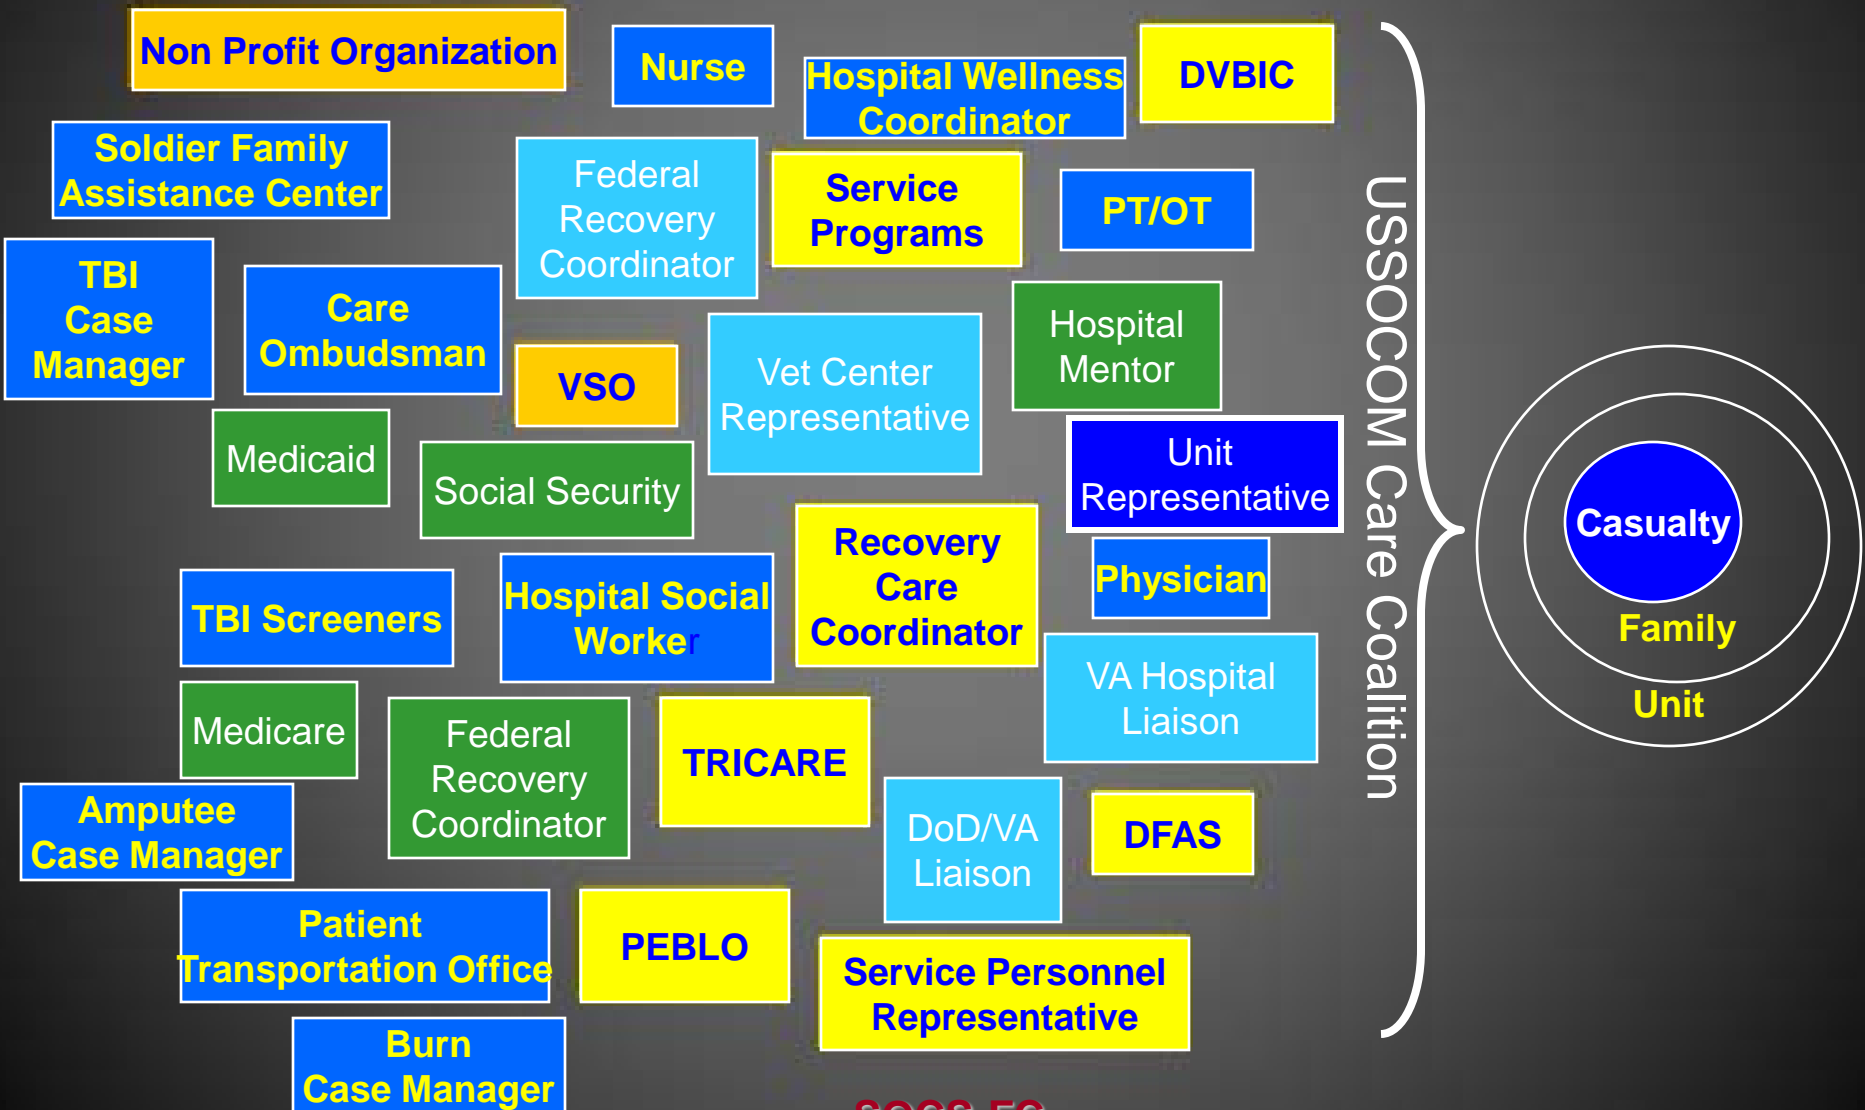 Non Profit Organization
Nurse
Hospital Wellness
Coordinator
DVBIC
Soldier Family
Assistance Center
Federal
Recovery
Coordinator
Service
Programs
PT/OT
TBI
Case
Manager
Care
Ombudsman
VSO
Vet Center
Representative
Hospital
Mentor
Medicaid
Social Security
Unit
Representative
Recovery
Care
Coordinator
Physician
TBI Screeners
Hospital Social
Worker
VA Hospital
Liaison
Medicare
Federal
Recovery
Coordinator
TRICARE
Amputee
Case Manager
DoD/VA
Liaison
DFAS
Patient
Transportation Office
PEBLO
Service Personnel
Representative
Burn
Case Manager
USSOCOM Care Coalition
Casualty
Family
Unit